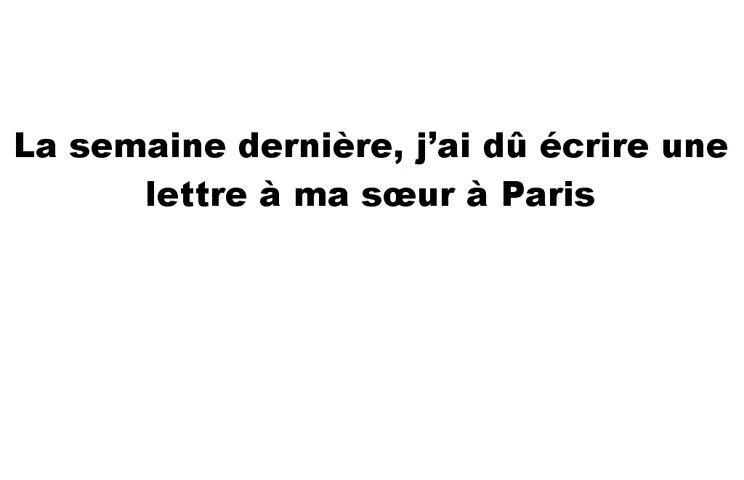 La semaine dernière, j’ai dû écrire une
lettre à ma sœur à Paris